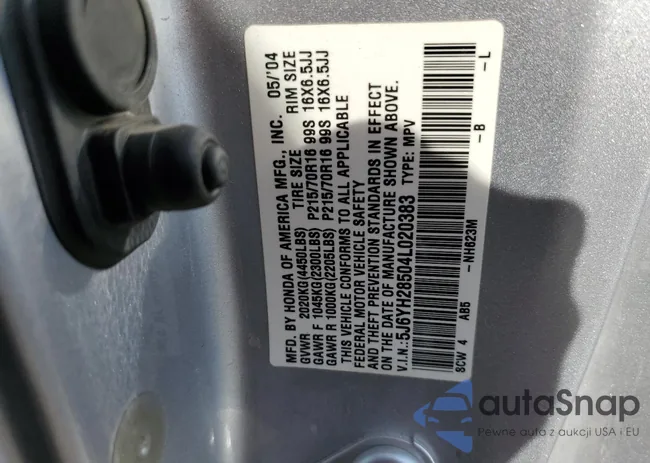 MFD. BY HONDA OF AMERICA MFG., INC. 05/'04
GVWR 2020KG(4450LBS) TIRE SIZE RIM SIZE
GAWR F 1045KG(2300LBS) P215/70R16 99S 16X6.5JJ
GAWR R 1000KG(2205LBS) P215/70R16 99S 16X6.5JJ
THIS VEHICLE CONFORMS TO ALL APPLICABLE
FEDERAL MOTOR VEHICLE SAFETY
AND THEFT PREVENTION STANDARDS IN EFFECT
ON THE DATE OF MANUFACTURE SHOWN ABOVE.
V.I.N.:5J6YH28504L020383 TYPE: MPV
SCW 4 AB5 -NH623M -B -L
autoSnap
Pewne auto z aukcji USA i EU